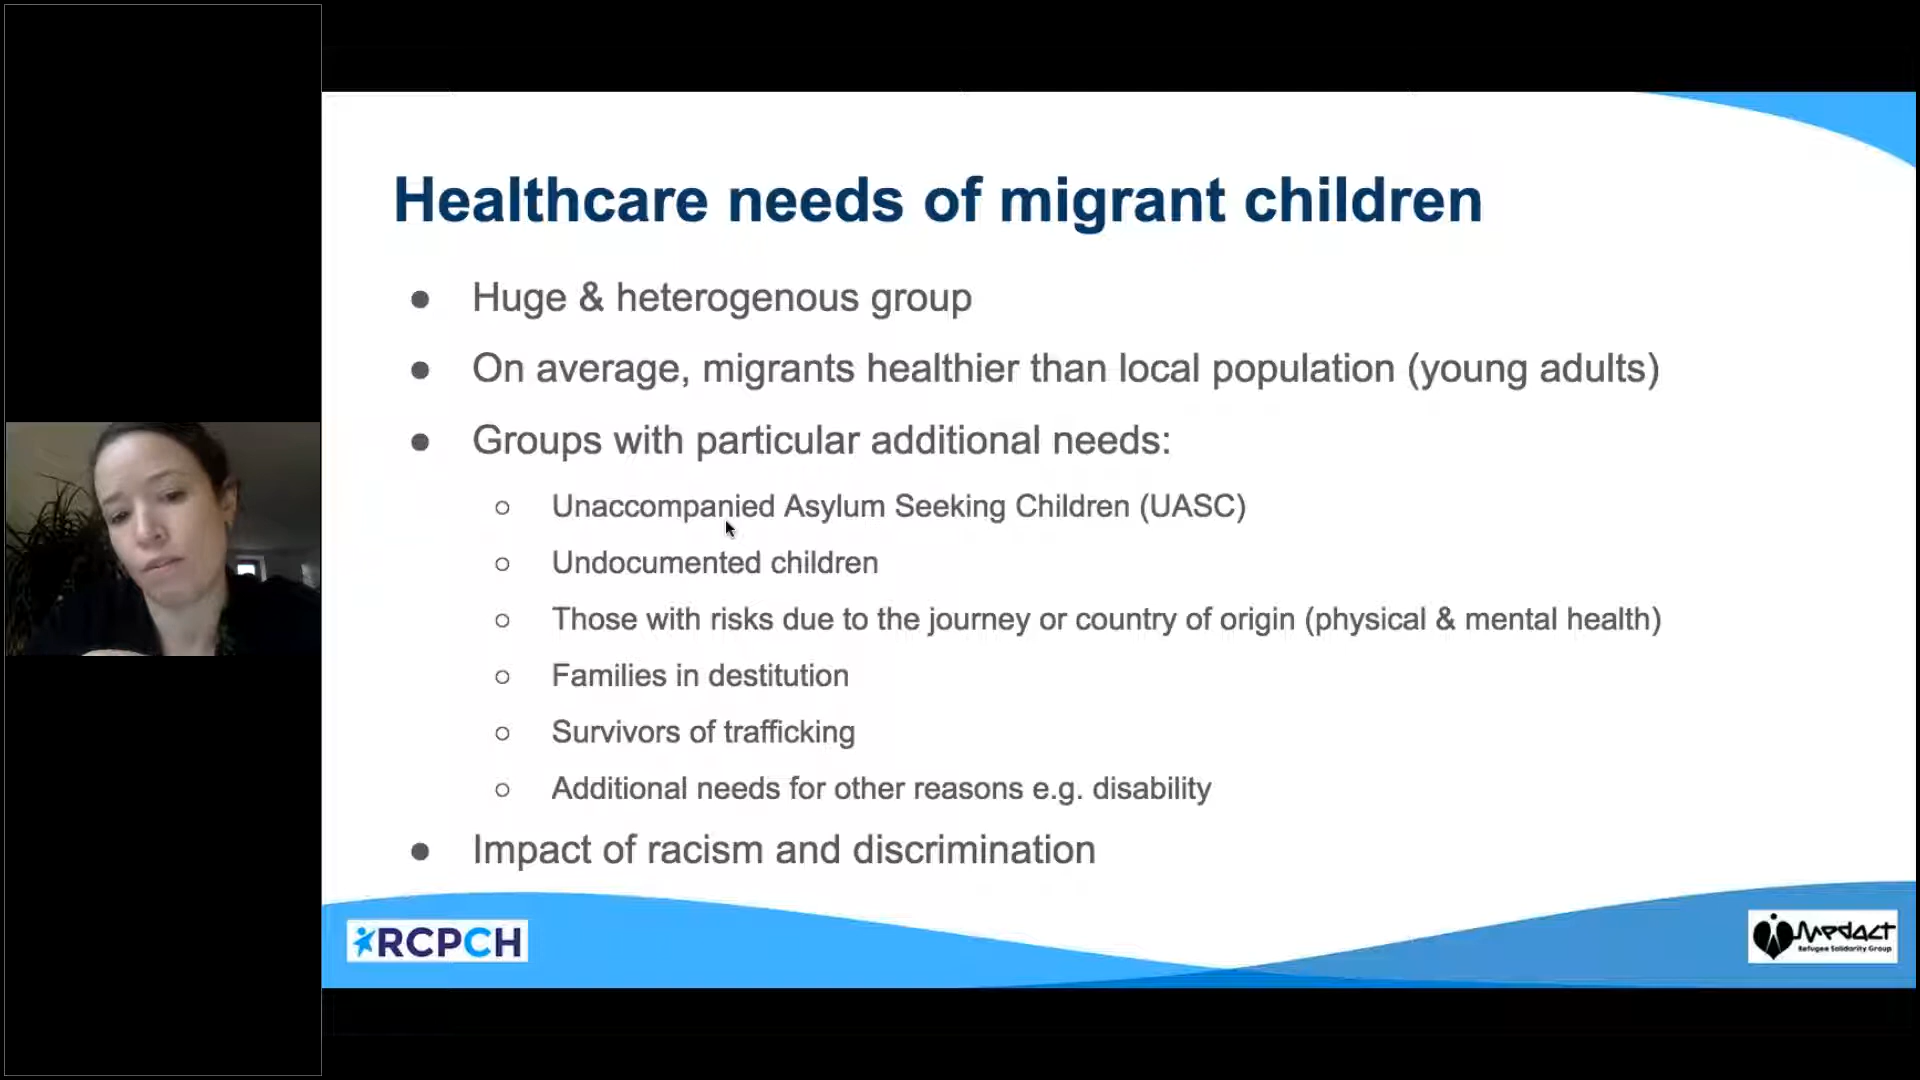 Healthcare needs of migrant children
● Huge & heterogenous group
● On average, migrants healthier than local population (young adults)
● Groups with particular additional needs:
○ Unaccompanied Asylum Seeking Children (UASC)
○ Undocumented children
○ Those with risks due to the journey or country of origin (physical & mental health)
○ Families in destitution
○ Survivors of trafficking
○ Additional needs for other reasons e.g. disability
● Impact of racism and discrimination
RCPCH
Medact
Refugee Solidarity Group